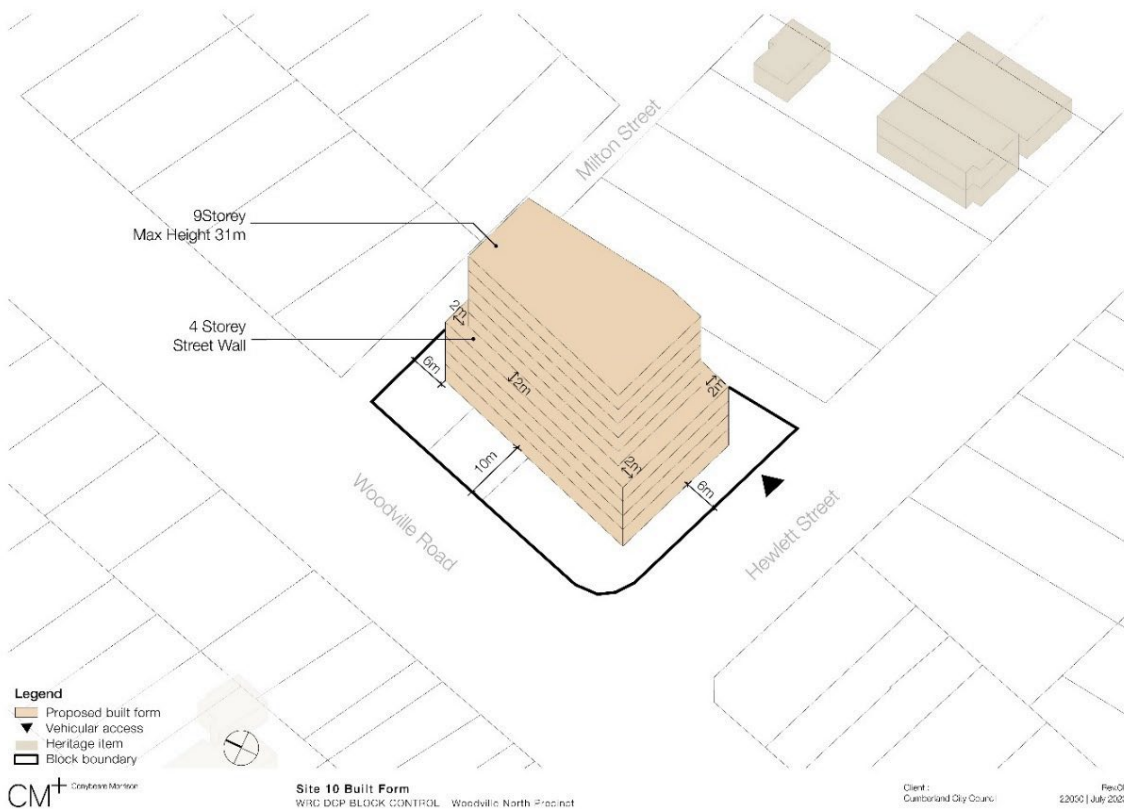 Milton Street
9Storey
Max Height 31m
4 Storey
Street Wall
2m
6m
2m
2m
10m
2m
6m
Woodville Road
Hewlett Street
Legend
Proposed built form
Vehicular access
Heritage item
Block boundary
CM+
Conybeare Morrison
Site 10 Built Form
WRC DCP BLOCK CONTROL Woodville North Precinct
Client :
Cumberland City Council